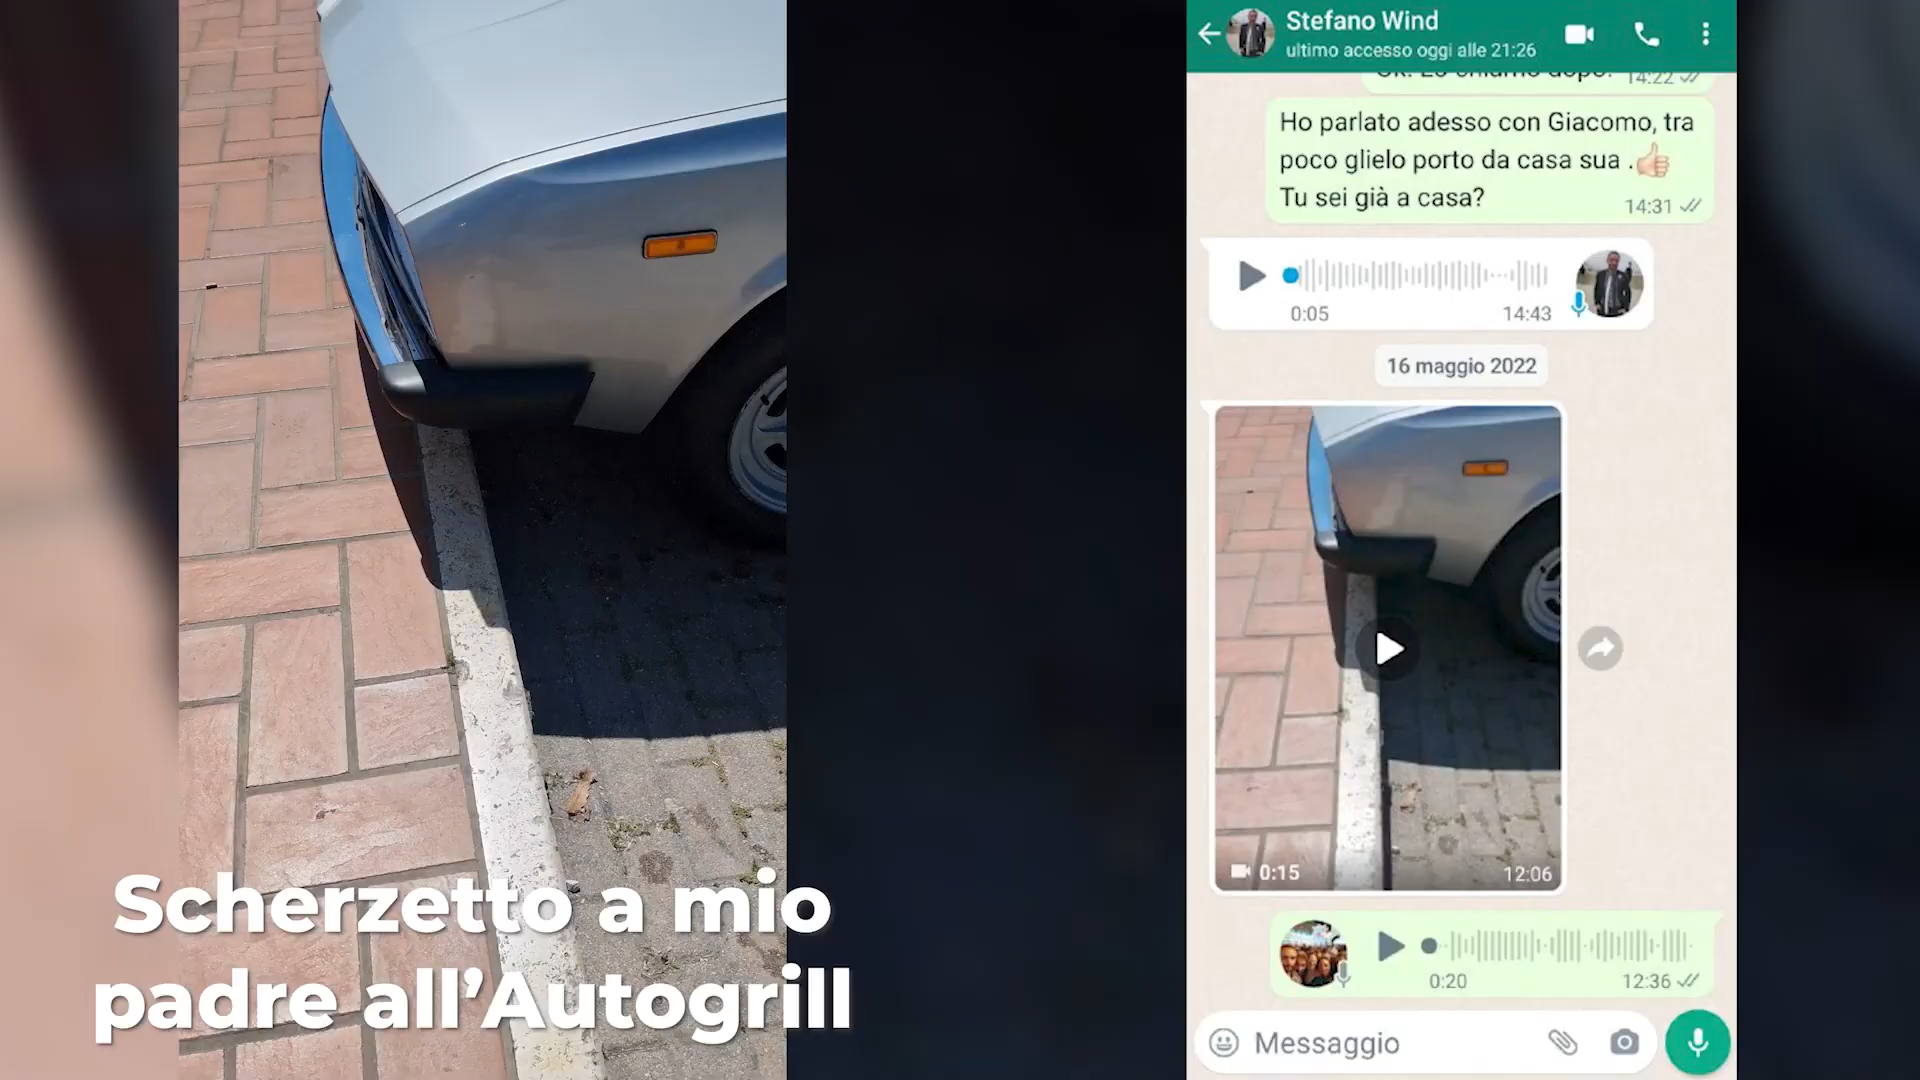 Scherzetto a mio
padre all’Autogrill
Stefano Wind
ultimo accesso oggi alle 21:26
14:22
Ho parlato adesso con Giacomo, tra
poco glielo porto da casa sua .👍🏻
Tu sei già a casa?
14:31
0:05
14:43
16 maggio 2022
0:15
12:06
0:20
12:36
Messaggio